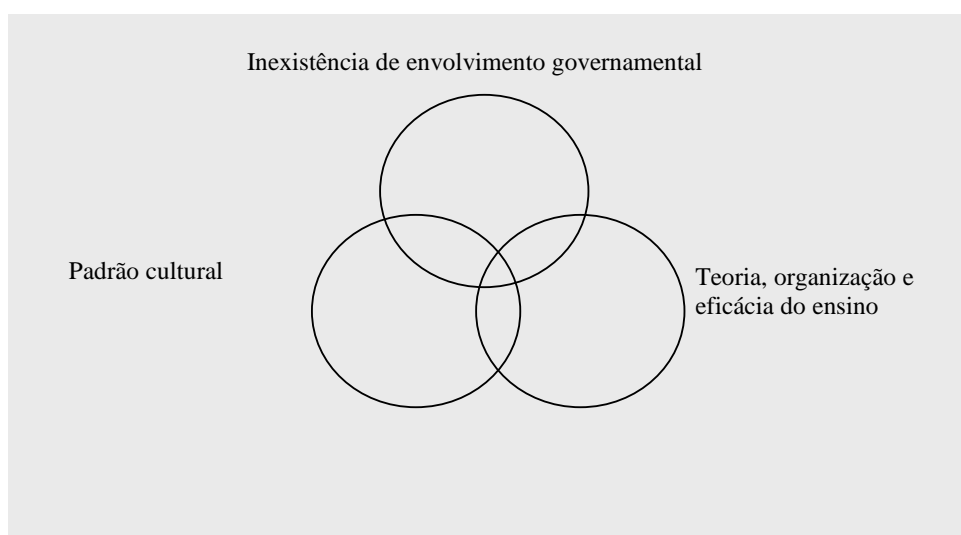 Inexistência de envolvimento governamental
Padrão cultural
Teoria, organização e
eficácia do ensino